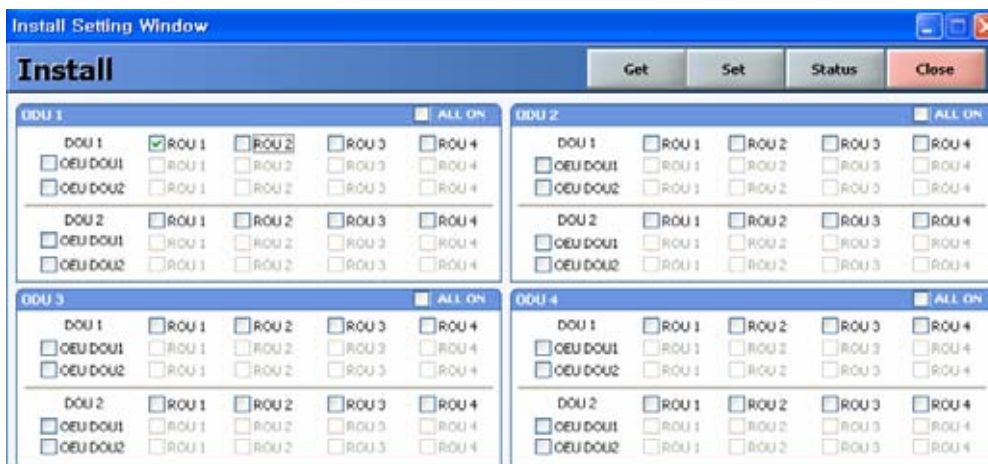 Install Setting Window
Install Get Set Status Close
ODU 1 ALL ON
DOU 1 ROU 1 ROU 2 ROU 3 ROU 4
OEU DOU1 ROU 1 ROU 2 ROU 3 ROU 4
OEU DOU2 ROU 1 ROU 2 ROU 3 ROU 4
DOU 2 ROU 1 ROU 2 ROU 3 ROU 4
OEU DOU1 ROU 1 ROU 2 ROU 3 ROU 4
OEU DOU2 ROU 1 ROU 2 ROU 3 ROU 4
ODU 2 ALL ON
DOU 1 ROU 1 ROU 2 ROU 3 ROU 4
OEU DOU1 ROU 1 ROU 2 ROU 3 ROU 4
OEU DOU2 ROU 1 ROU 2 ROU 3 ROU 4
DOU 2 ROU 1 ROU 2 ROU 3 ROU 4
OEU DOU1 ROU 1 ROU 2 ROU 3 ROU 4
OEU DOU2 ROU 1 ROU 2 ROU 3 ROU 4
ODU 3 ALL ON
DOU 1 ROU 1 ROU 2 ROU 3 ROU 4
OEU DOU1 ROU 1 ROU 2 ROU 3 ROU 4
OEU DOU2 ROU 1 ROU 2 ROU 3 ROU 4
DOU 2 ROU 1 ROU 2 ROU 3 ROU 4
OEU DOU1 ROU 1 ROU 2 ROU 3 ROU 4
OEU DOU2 ROU 1 ROU 2 ROU 3 ROU 4
ODU 4 ALL ON
DOU 1 ROU 1 ROU 2 ROU 3 ROU 4
OEU DOU1 ROU 1 ROU 2 ROU 3 ROU 4
OEU DOU2 ROU 1 ROU 2 ROU 3 ROU 4
DOU 2 ROU 1 ROU 2 ROU 3 ROU 4
OEU DOU1 ROU 1 ROU 2 ROU 3 ROU 4
OEU DOU2 ROU 1 ROU 2 ROU 3 ROU 4